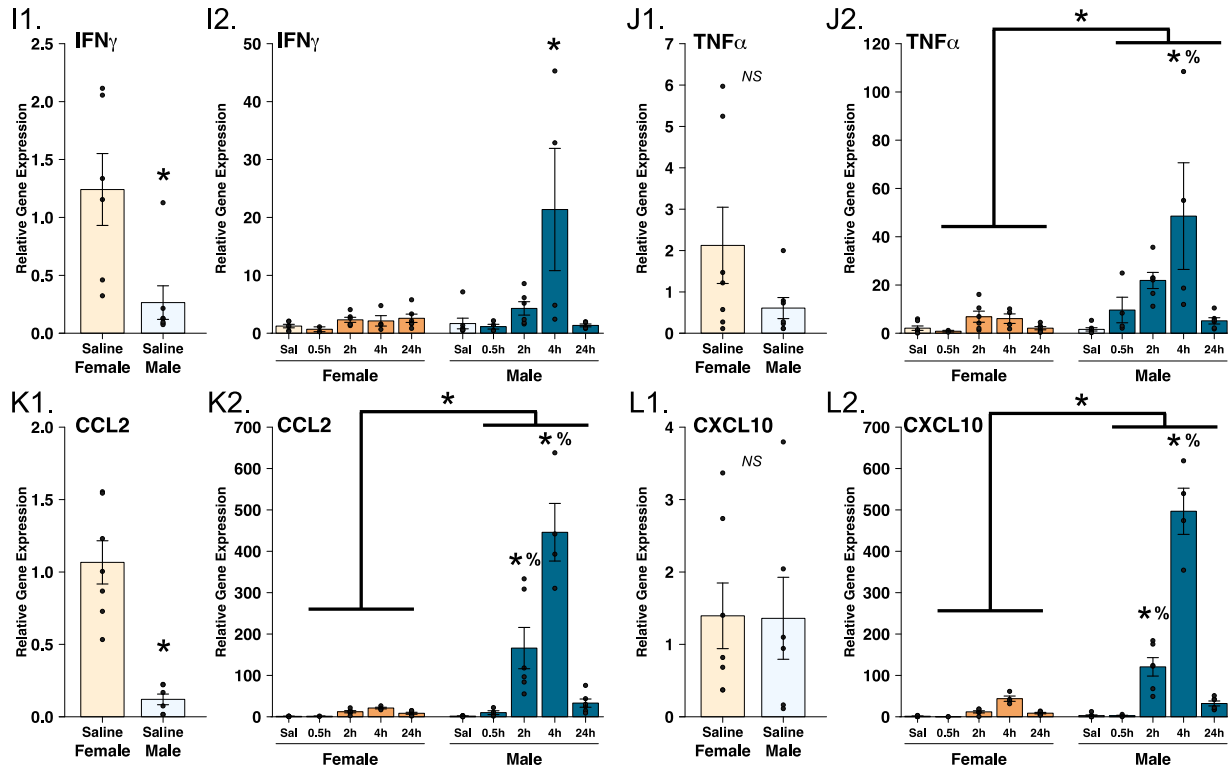 I1.
IFNγ
2.5
2.0
1.5
1.0
0.5
0.0
Relative Gene Expression
*
Saline Saline
Female Male
I2.
IFNγ
50
40
30
20
10
0
Relative Gene Expression
*
Sal 0.5h 2h 4h 24h Sal 0.5h 2h 4h 24h
Female Male
J1.
TNFα
7
6
5
4
3
2
1
0
Relative Gene Expression
NS
Saline Saline
Female Male
J2.
TNFα
120
100
80
60
40
20
0
Relative Gene Expression
*
* %
Sal 0.5h 2h 4h 24h Sal 0.5h 2h 4h 24h
Female Male
K1.
CCL2
2.0
1.5
1.0
0.5
0.0
Relative Gene Expression
*
Saline Saline
Female Male
K2.
CCL2
700
600
500
400
300
200
100
0
Relative Gene Expression
*
* %
* %
Sal 0.5h 2h 4h 24h Sal 0.5h 2h 4h 24h
Female Male
L1.
CXCL10
4
3
2
1
0
Relative Gene Expression
NS
Saline Saline
Female Male
L2.
CXCL10
700
600
500
400
300
200
100
0
Relative Gene Expression
*
* %
* %
Sal 0.5h 2h 4h 24h Sal 0.5h 2h 4h 24h
Female Male